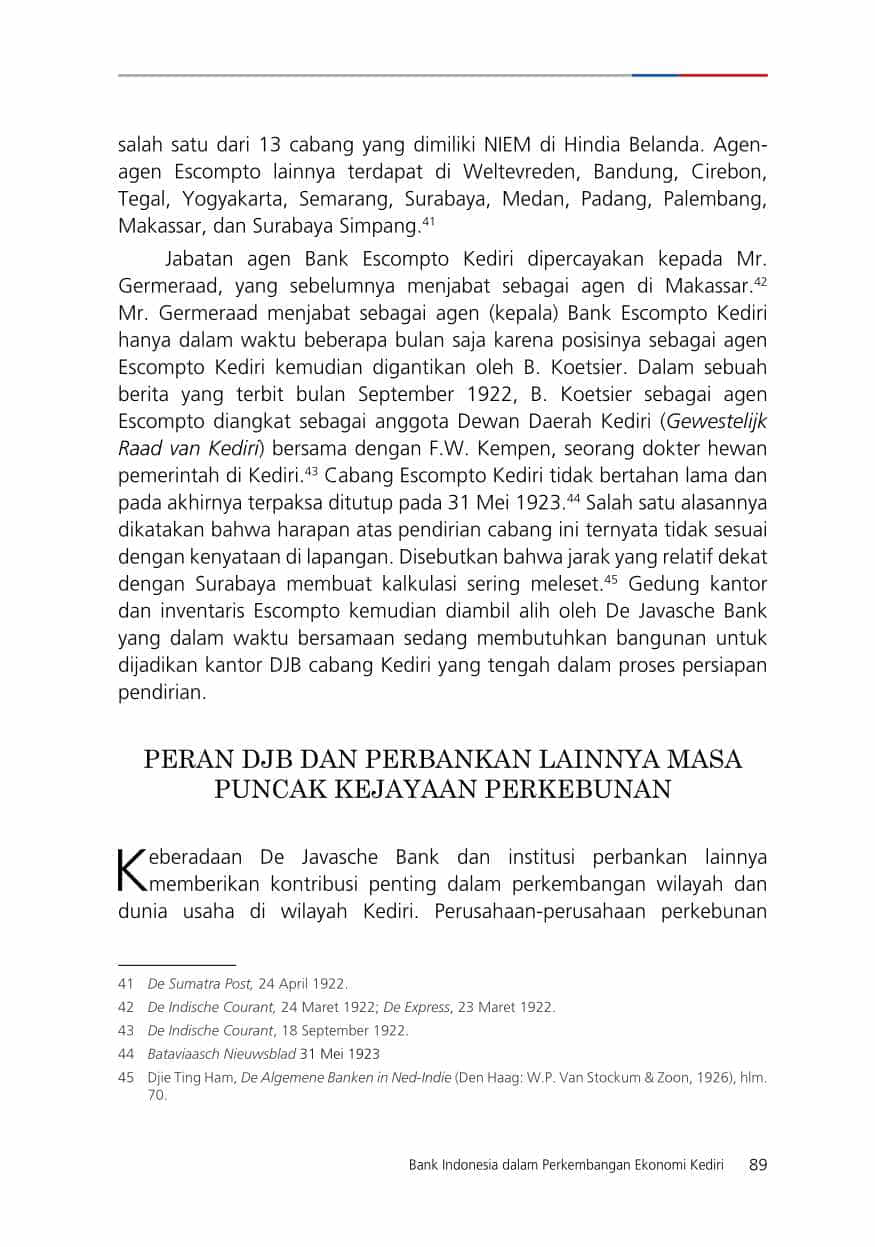 salah satu dari 13 cabang yang dimiliki NIEM di Hindia Belanda. Agen-
agen Escompto lainnya terdapat di Weltevreden, Bandung, Cirebon,
Tegal, Yogyakarta, Semarang, Surabaya, Medan, Padang, Palembang,
Makassar, dan Surabaya Simpang.41
Jabatan agen Bank Escompto Kediri dipercayakan kepada Mr.
Germeraad, yang sebelumnya menjabat sebagai agen di Makassar.42
Mr. Germeraad menjabat sebagai agen (kepala) Bank Escompto Kediri
hanya dalam waktu beberapa bulan saja karena posisinya sebagai agen
Escompto Kediri kemudian digantikan oleh B. Koetsier. Dalam sebuah
berita yang terbit bulan September 1922, B. Koetsier sebagai agen
Escompto diangkat sebagai anggota Dewan Daerah Kediri (Gewestelijk
Raad van Kediri) bersama dengan F.W. Kempen, seorang dokter hewan
pemerintah di Kediri.43 Cabang Escompto Kediri tidak bertahan lama dan
pada akhirnya terpaksa ditutup pada 31 Mei 1923.44 Salah satu alasannya
dikatakan bahwa harapan atas pendirian cabang ini ternyata tidak sesuai
dengan kenyataan di lapangan. Disebutkan bahwa jarak yang relatif dekat
dengan Surabaya membuat kalkulasi sering meleset.45 Gedung kantor
dan inventaris Escompto kemudian diambil alih oleh De Javasche Bank
yang dalam waktu bersamaan sedang membutuhkan bangunan untuk
dijadikan kantor DJB cabang Kediri yang tengah dalam proses persiapan
pendirian.
PERAN DJB DAN PERBANKAN LAINNYA MASA
PUNCAK KEJAYAAN PERKEBUNAN
Keberadaan De Javasche Bank dan institusi perbankan lainnya
memberikan kontribusi penting dalam perkembangan wilayah dan
dunia usaha di wilayah Kediri. Perusahaan-perusahaan perkebunan
41 De Sumatra Post, 24 April 1922.
42 De Indische Courant, 24 Maret 1922; De Express, 23 Maret 1922.
43 De Indische Courant, 18 September 1922.
44 Bataviaasch Nieuwsblad 31 Mei 1923
45 Djie Ting Ham, De Algemene Banken in Ned-Indie (Den Haag: W.P. Van Stockum & Zoon, 1926), hlm.
70.
Bank Indonesia dalam Perkembangan Ekonomi Kediri 89